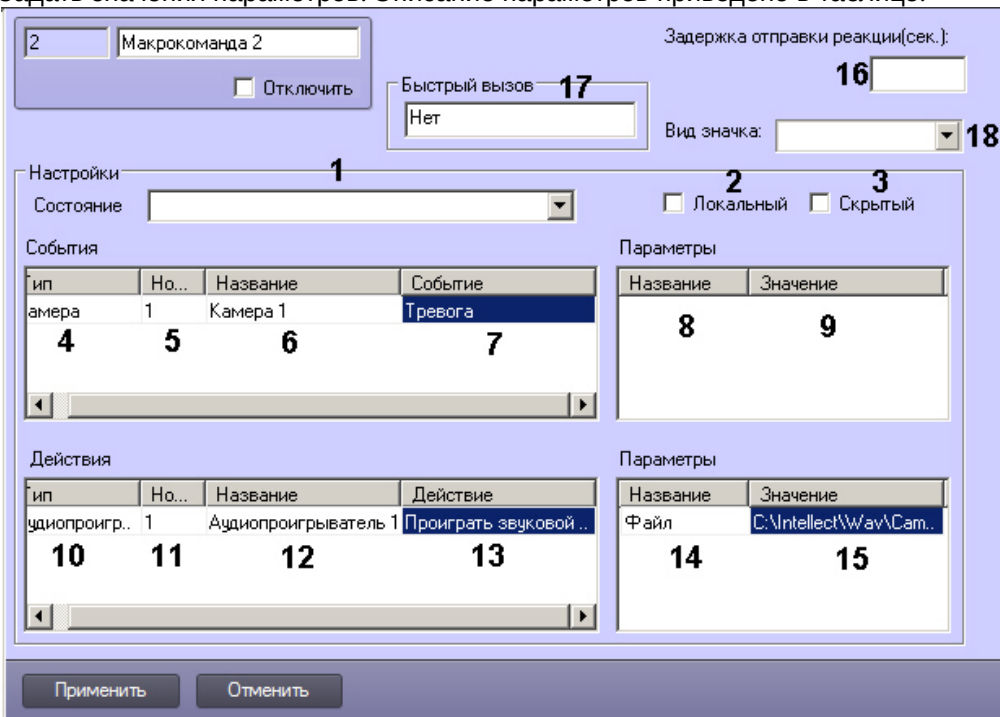 задать значения параметров. Описание параметров приведено в таблице.
2 Макрокоманда 2
Отключить
Быстрый вызов 17
Нет
Задержка отправки реакции(сек.):
16
Вид значка: 18
Настройки 1
Состояние
2 3
Локальный Скрытый
События
Тип Но... Название Событие
амера 1 Камера 1 Тревога
4 5 6 7
Параметры
Название Значение
8 9
Действия
Тип Но... Название Действие
удиопроигр.. 1 Аудиопроигрыватель 1 Проиграть звуковой ..
10 11 12 13
Параметры
Название Значение
Файл C:\Intellect\Wav\Cam..
14 15
Применить Отменить